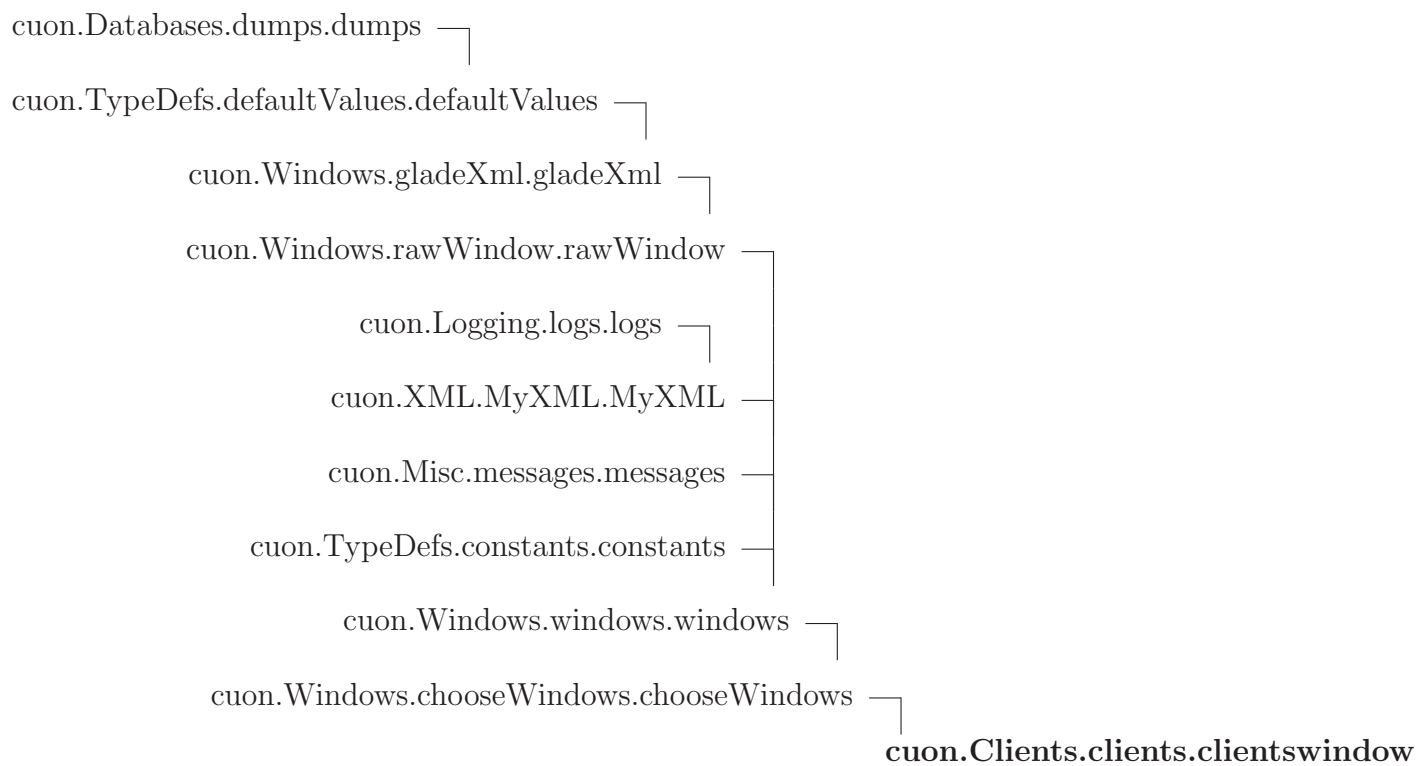 cuon.Databases.dumps.dumps
cuon.TypeDefs.defaultValues.defaultValues
cuon.Windows.gladeXml.gladeXml
cuon.Windows.rawWindow.rawWindow
cuon.Logging.logs.logs
cuon.XML.MyXML.MyXML
cuon.Misc.messages.messages
cuon.TypeDefs.constants.constants
cuon.Windows.windows.windows
cuon.Windows.chooseWindows.chooseWindows
cuon.Clients.clients.clientswindow